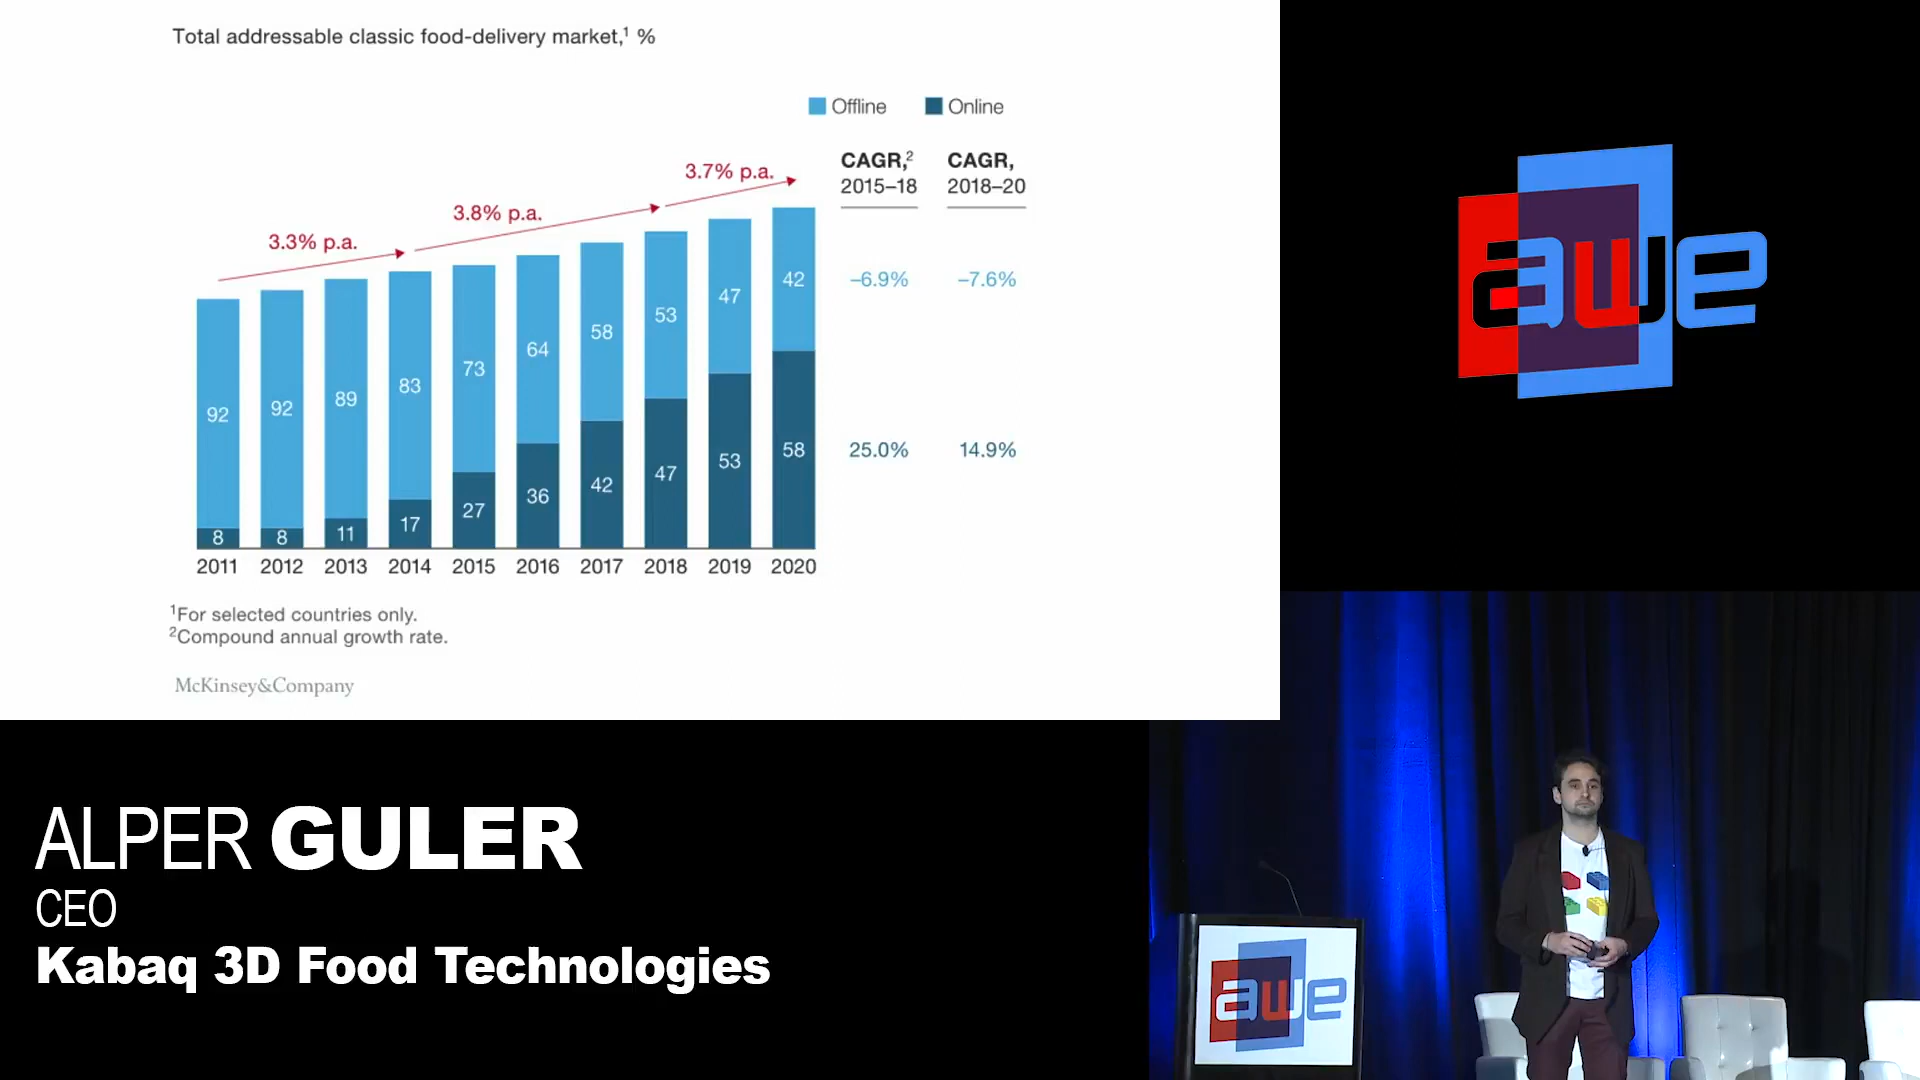 Total addressable classic food-delivery market,¹ %
Offline Online
CAGR,² CAGR,
2015–18 2018–20
3.3% p.a. 3.8% p.a. 3.7% p.a.
–6.9% –7.6%
25.0% 14.9%
92 92 89 83 73 64 58 53 47 42
8 8 11 17 27 36 42 47 53 58
2011 2012 2013 2014 2015 2016 2017 2018 2019 2020
¹For selected countries only.
²Compound annual growth rate.
McKinsey&Company
awe
ALPER GULER
CEO
Kabaq 3D Food Technologies
awe